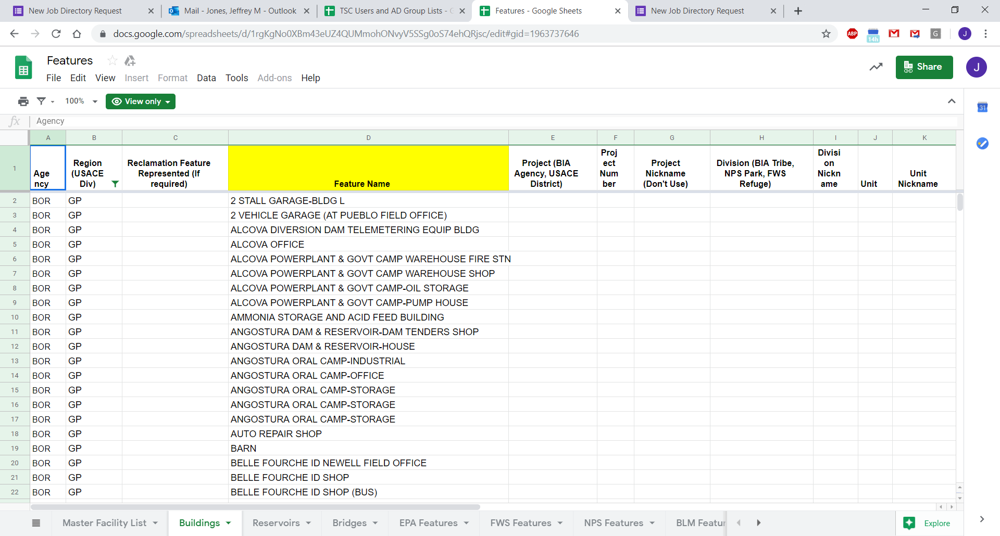 New Job Directory Request
Mail - Jones, Jeffrey M - Outlook
TSC Users and AD Group Lists -
Features - Google Sheets
New Job Directory Request
docs.google.com/spreadsheets/d/1rgKgNo0XBm43eUZ4QUMmohONvyV5SSg0oS74ehQRjsc/edit#gid=1963737646
ABP
14h
G
J
Features
File Edit View Insert Format Data Tools Add-ons Help
Share
J
100%
View only
31
fx Agency
A B C D E F G H I J K
1
Age
ncy
Region
(USACE
Div)
Reclamation Feature
Represented (If
required)
Feature Name
Project (BIA
Agency, USACE
District)
Proj
ect
Num
ber
Project
Nickname
(Don't Use)
Division (BIA Tribe,
NPS Park, FWS
Refuge)
Divisi
on
Nickn
ame
Unit
Unit
Nickname
2 BOR GP 2 STALL GARAGE-BLDG L
3 BOR GP 2 VEHICLE GARAGE (AT PUEBLO FIELD OFFICE)
4 BOR GP ALCOVA DIVERSION DAM TELEMETERING EQUIP BLDG
5 BOR GP ALCOVA OFFICE
6 BOR GP ALCOVA POWERPLANT & GOVT CAMP WAREHOUSE FIRE STN
7 BOR GP ALCOVA POWERPLANT & GOVT CAMP WAREHOUSE SHOP
8 BOR GP ALCOVA POWERPLANT & GOVT CAMP-OIL STORAGE
9 BOR GP ALCOVA POWERPLANT & GOVT CAMP-PUMP HOUSE
10 BOR GP AMMONIA STORAGE AND ACID FEED BUILDING
11 BOR GP ANGOSTURA DAM & RESERVOIR-DAM TENDERS SHOP
12 BOR GP ANGOSTURA DAM & RESERVOIR-HOUSE
13 BOR GP ANGOSTURA ORAL CAMP-INDUSTRIAL
14 BOR GP ANGOSTURA ORAL CAMP-OFFICE
15 BOR GP ANGOSTURA ORAL CAMP-STORAGE
16 BOR GP ANGOSTURA ORAL CAMP-STORAGE
17 BOR GP ANGOSTURA ORAL CAMP-STORAGE
18 BOR GP AUTO REPAIR SHOP
19 BOR GP BARN
20 BOR GP BELLE FOURCHE ID NEWELL FIELD OFFICE
21 BOR GP BELLE FOURCHE ID SHOP
22 BOR GP BELLE FOURCHE ID SHOP (BUS)
Master Facility List Buildings Reservoirs Bridges EPA Features FWS Features NPS Features BLM Featur Explore